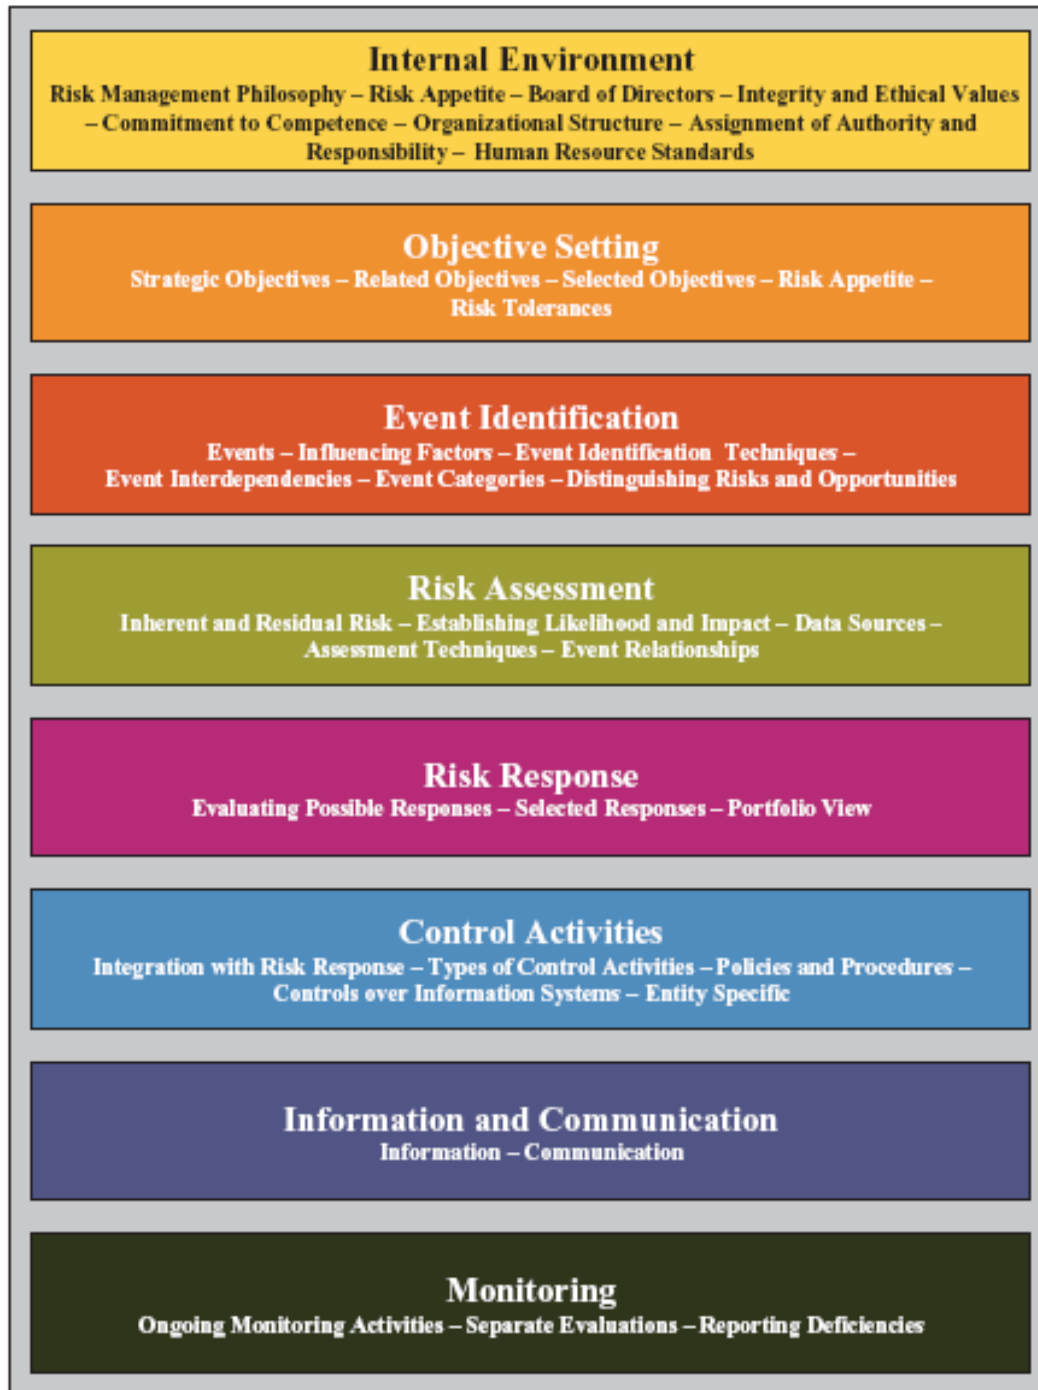 Internal Environment
Risk Management Philosophy – Risk Appetite – Board of Directors – Integrity and Ethical Values
– Commitment to Competence – Organizational Structure – Assignment of Authority and
Responsibility – Human Resource Standards
Objective Setting
Strategic Objectives – Related Objectives – Selected Objectives – Risk Appetite –
Risk Tolerances
Event Identification
Events – Influencing Factors – Event Identification Techniques –
Event Interdependencies – Event Categories – Distinguishing Risks and Opportunities
Risk Assessment
Inherent and Residual Risk – Establishing Likelihood and Impact – Data Sources –
Assessment Techniques – Event Relationships
Risk Response
Evaluating Possible Responses – Selected Responses – Portfolio View
Control Activities
Integration with Risk Response – Types of Control Activities – Policies and Procedures –
Controls over Information Systems – Entity Specific
Information and Communication
Information – Communication
Monitoring
Ongoing Monitoring Activities – Separate Evaluations – Reporting Deficiencies